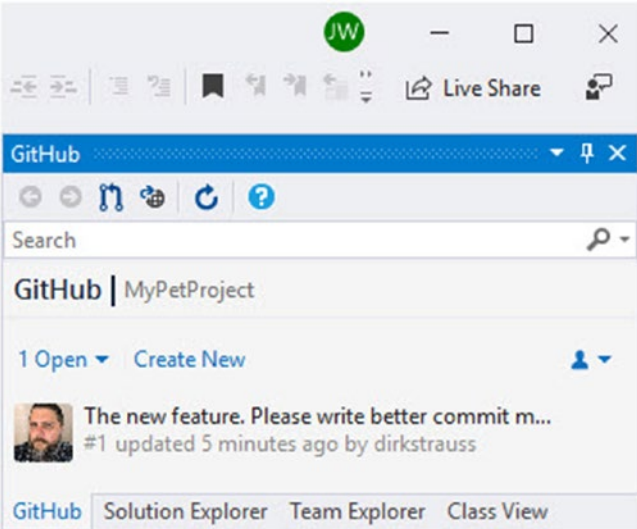 JW
Live Share
GitHub
Search
GitHub | MyPetProject
1 Open Create New
The new feature. Please write better commit m...
#1 updated 5 minutes ago by dirkstrauss
GitHub Solution Explorer Team Explorer Class View